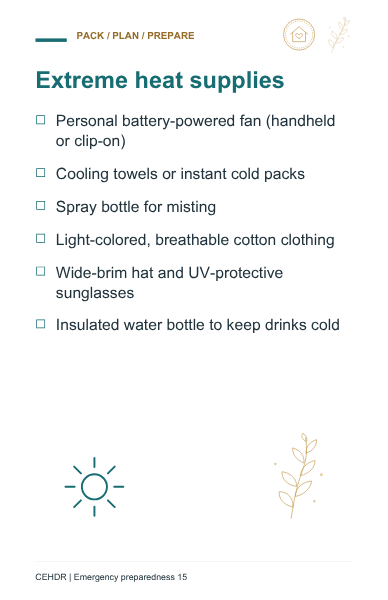 PACK / PLAN / PREPARE
Extreme heat supplies
☐ Personal battery-powered fan (handheld
or clip-on)
☐ Cooling towels or instant cold packs
☐ Spray bottle for misting
☐ Light-colored, breathable cotton clothing
☐ Wide-brim hat and UV-protective
sunglasses
☐ Insulated water bottle to keep drinks cold
CEHDR | Emergency preparedness 15